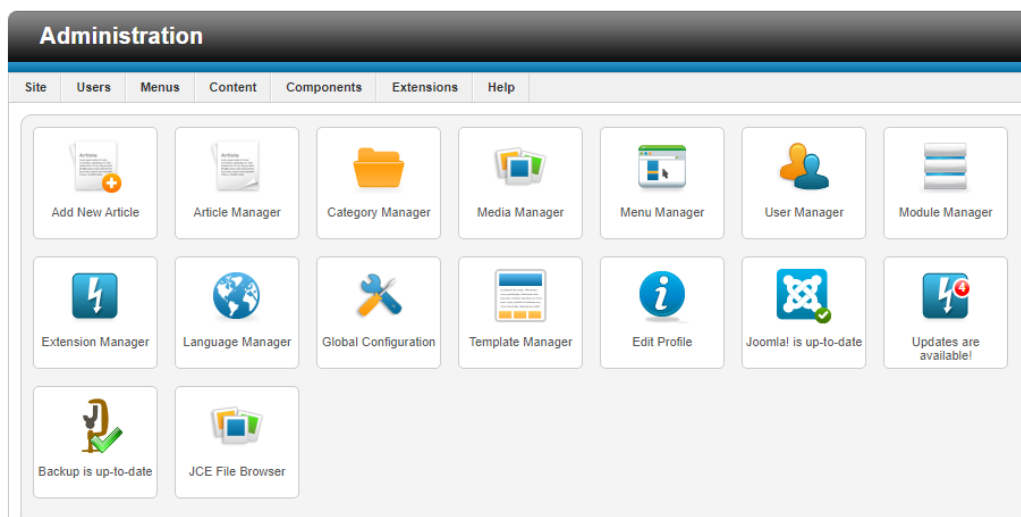 Administration
Site Users Menus Content Components Extensions Help
Add New Article
Article Manager
Category Manager
Media Manager
Menu Manager
User Manager
Module Manager
Extension Manager
Language Manager
Global Configuration
Template Manager
Edit Profile
Joomla! is up-to-date
4
Updates are
available!
Backup is up-to-date
JCE File Browser